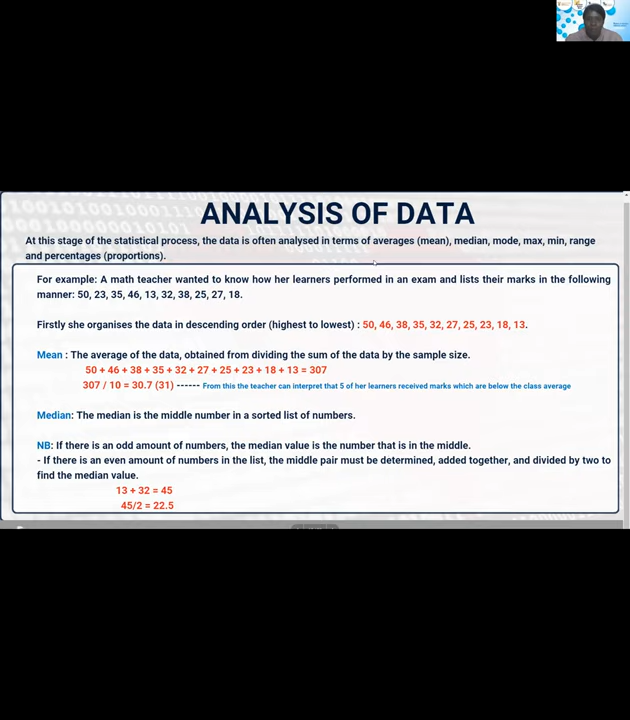 ANALYSIS OF DATA
At this stage of the statistical process, the data is often analysed in terms of averages (mean), median, mode, max, min, range
and percentages (proportions).
For example: A math teacher wanted to know how her learners performed in an exam and lists their marks in the following
manner: 50, 23, 35, 46, 13, 32, 38, 25, 27, 18.
Firstly she organises the data in descending order (highest to lowest) : 50, 46, 38, 35, 32, 27, 25, 23, 18, 13.
Mean : The average of the data, obtained from dividing the sum of the data by the sample size.
50 + 46 + 38 + 35 + 32 + 27 + 25 + 23 + 18 + 13 = 307
307 / 10 = 30.7 (31) ------ From this the teacher can interpret that 5 of her learners received marks which are below the class average
Median: The median is the middle number in a sorted list of numbers.
NB: If there is an odd amount of numbers, the median value is the number that is in the middle.
- If there is an even amount of numbers in the list, the middle pair must be determined, added together, and divided by two to
find the median value.
13 + 32 = 45
45/2 = 22.5